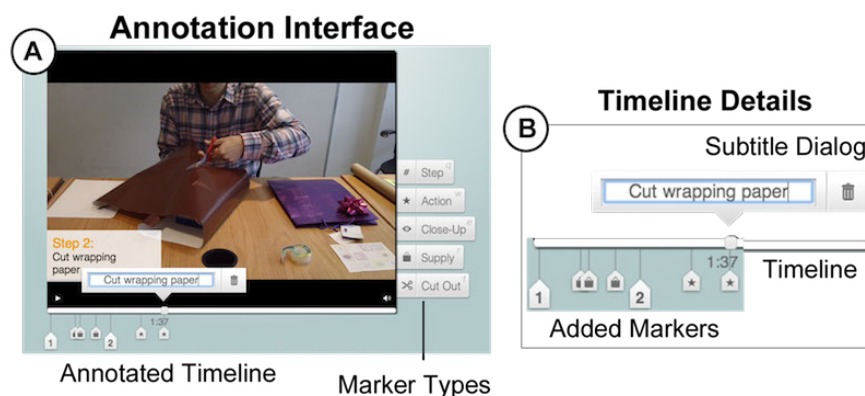 Annotation Interface
A
# Step Q
★ Action W
Close-Up e
Supply r
Cut Out t
Step 2:
Cut wrapping
paper
Cut wrapping paper
1:37
1
2
Annotated Timeline
Marker Types
Timeline Details
B
Subtitle Dialog
Cut wrapping paper
1:37
Timeline
1
2
Added Markers